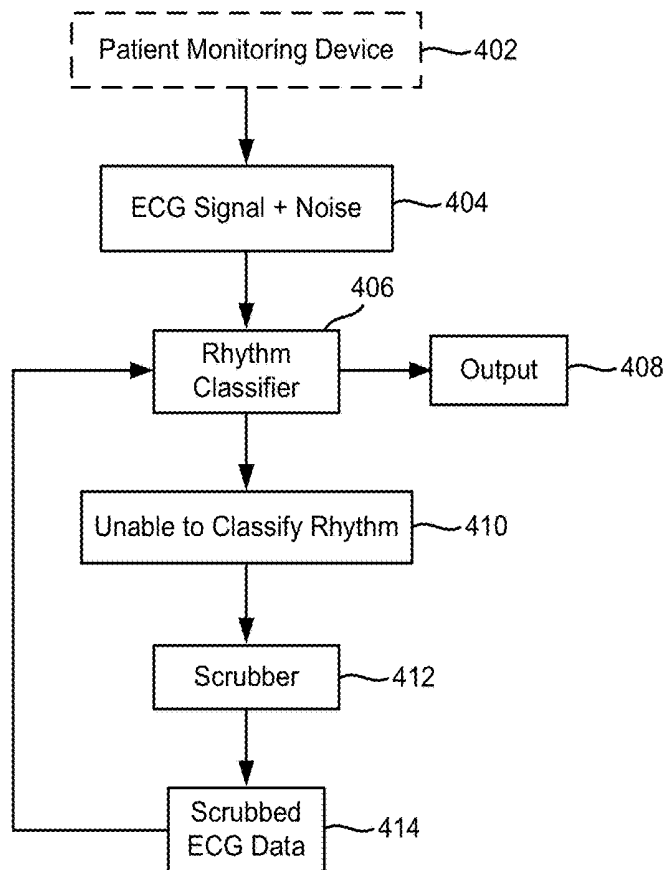 Patient Monitoring Device
402
ECG Signal + Noise
404
406
Rhythm
Classifier
Output
408
Unable to Classify Rhythm
410
Scrubber
412
Scrubbed
ECG Data
414